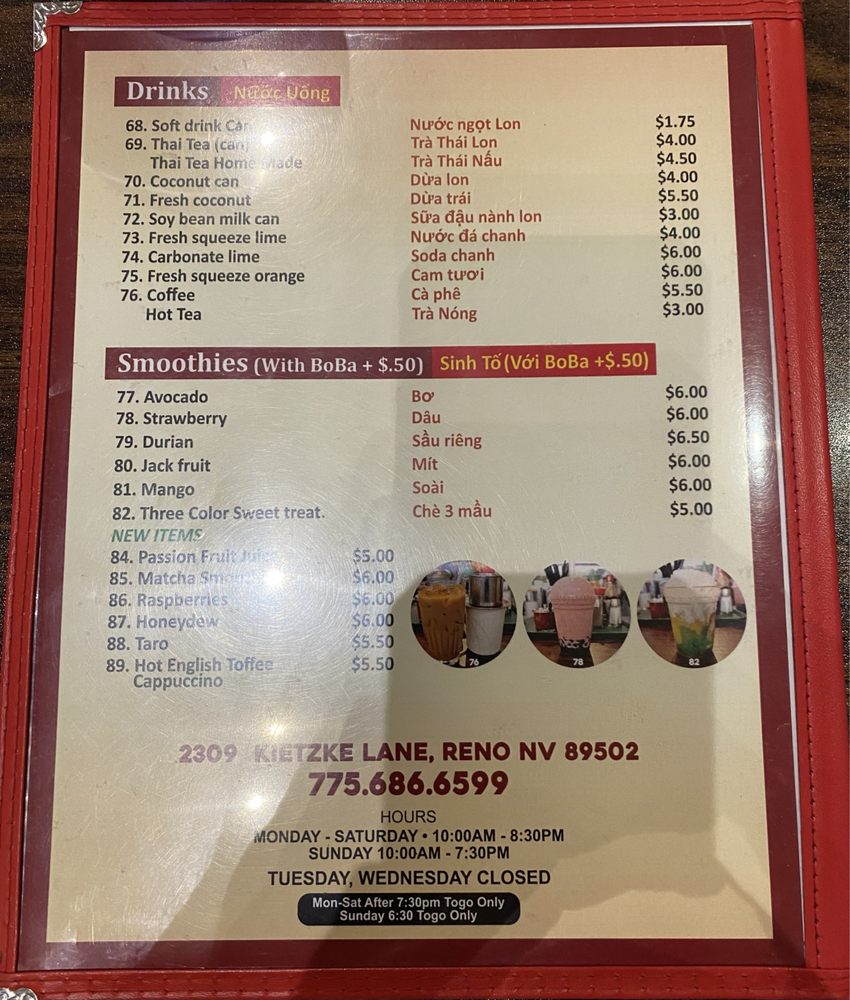 Drinks Nước Uống
68. Soft drink Can Nước ngọt Lon $1.75
69. Thai Tea (can) Trà Thái Lon $4.00
Thai Tea Home Made Trà Thái Nấu $4.50
70. Coconut can Dừa lon $4.00
71. Fresh coconut Dừa trái $5.50
72. Soy bean milk can Sữa đậu nành lon $3.00
73. Fresh squeeze lime Nước đá chanh $4.00
74. Carbonate lime Soda chanh $6.00
75. Fresh squeeze orange Cam tươi $6.00
76. Coffee Cà phê $5.50
Hot Tea Trà Nóng $3.00
Smoothies (With BoBa + $.50) Sinh Tố (Với BoBa +$.50)
77. Avocado Bơ $6.00
78. Strawberry Dâu $6.00
79. Durian Sầu riêng $6.50
80. Jack fruit Mít $6.00
81. Mango Soài $6.00
82. Three Color Sweet treat. Chè 3 mầu $5.00
NEW ITEMS
84. Passion Fruit Juice $5.00
85. Matcha $6.00
86. Raspberries $6.00
87. Honeydew $6.00
88. Taro $5.50
89. Hot English Toffee $5.50
Cappuccino
76 78 82
2309 KIETZKE LANE, RENO NV 89502
775.686.6599
HOURS
MONDAY - SATURDAY • 10:00AM - 8:30PM
SUNDAY 10:00AM - 7:30PM
TUESDAY, WEDNESDAY CLOSED
Mon-Sat After 7:30pm Togo Only
Sunday 6:30 Togo Only